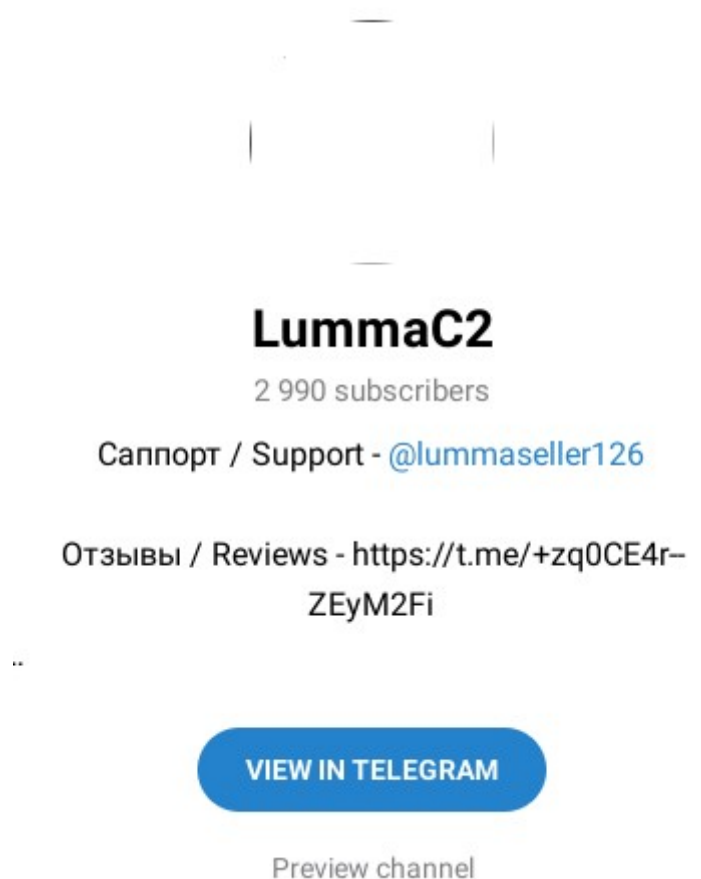 LummaC2
2 990 subscribers
Саппорт / Support - @lummaseller126
Отзывы / Reviews - https://t.me/+zq0CE4r--
ZEyM2Fi
..
VIEW IN TELEGRAM
Preview channel